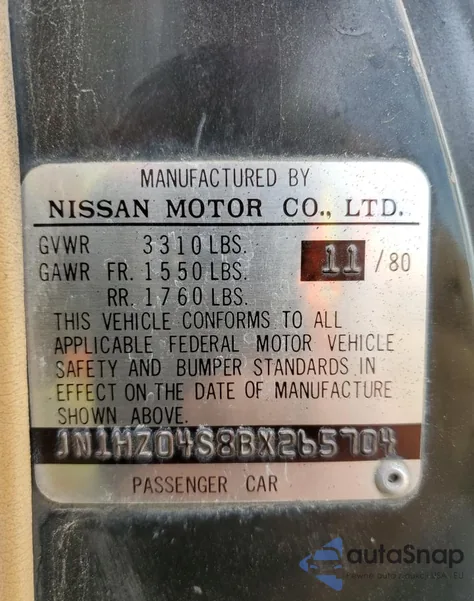 MANUFACTURED BY
NISSAN MOTOR CO., LTD.
GVWR 3310 LBS.
11 / 80
GAWR FR. 1550 LBS.
RR. 1760 LBS.
THIS VEHICLE CONFORMS TO ALL
APPLICABLE FEDERAL MOTOR VEHICLE
SAFETY AND BUMPER STANDARDS IN
EFFECT ON THE DATE OF MANUFACTURE
SHOWN ABOVE.
JN1HZ04S8BX265704
PASSENGER CAR
autoSnap